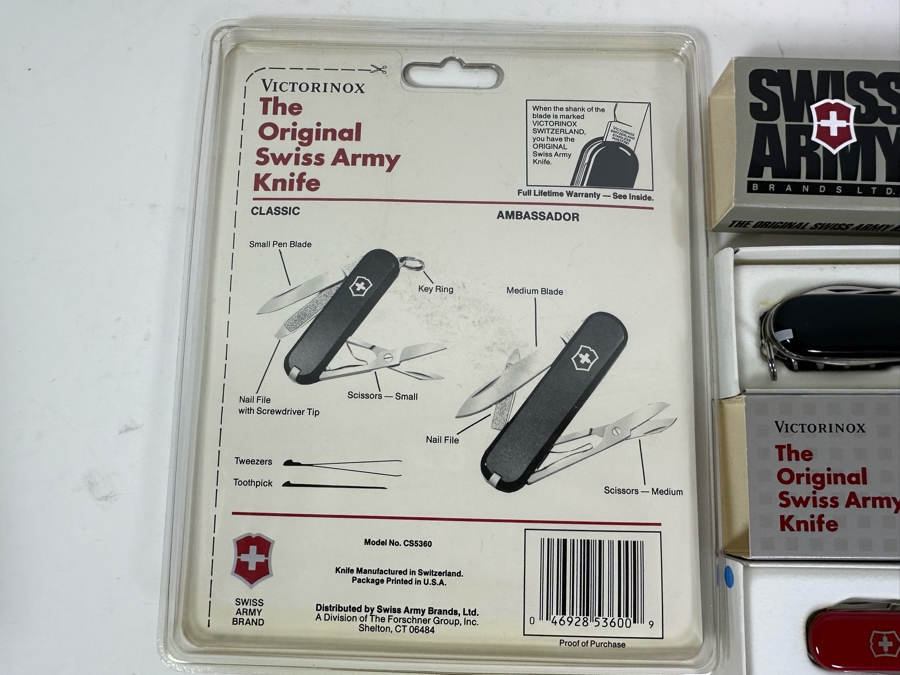 VICTORINOX
The
Original
Swiss Army
Knife
When the shank of the
blade is marked
VICTORINOX
SWITZERLAND,
you have the
ORIGINAL
Swiss Army
Knife.
Full Lifetime Warranty — See Inside.
CLASSIC
AMBASSADOR
Small Pen Blade
Key Ring
Medium Blade
Nail File
with Screwdriver Tip
Scissors — Small
Nail File
Scissors — Medium
Tweezers
Toothpick
SWISS
ARMY
BRAND
Model No. CS5360
Knife Manufactured in Switzerland.
Package Printed in U.S.A.
Distributed by Swiss Army Brands, Ltd.
A Division of The Forschner Group, Inc.
Shelton, CT 06484
0 46928 53600 9
Proof of Purchase
SWISS
ARMY
BRANDS LTD.
THE ORIGINAL SWISS ARMY
VICTORINOX
The
Original
Swiss Army
Knife